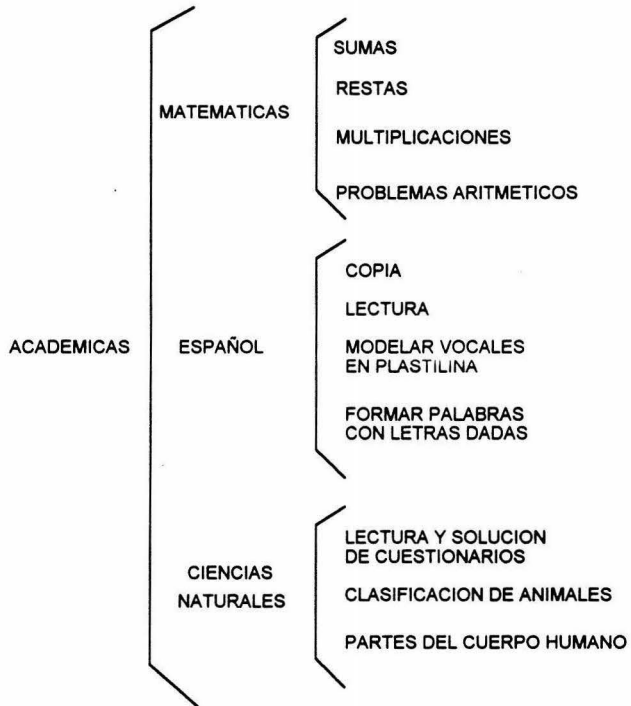 SUMAS
RESTAS
MATEMATICAS
MULTIPLICACIONES
PROBLEMAS ARITMETICOS
COPIA
LECTURA
ACADEMICAS
ESPAÑOL
MODELAR VOCALES
EN PLASTILINA
FORMAR PALABRAS
CON LETRAS DADAS
LECTURA Y SOLUCION
DE CUESTIONARIOS
CIENCIAS
NATURALES
CLASIFICACION DE ANIMALES
PARTES DEL CUERPO HUMANO